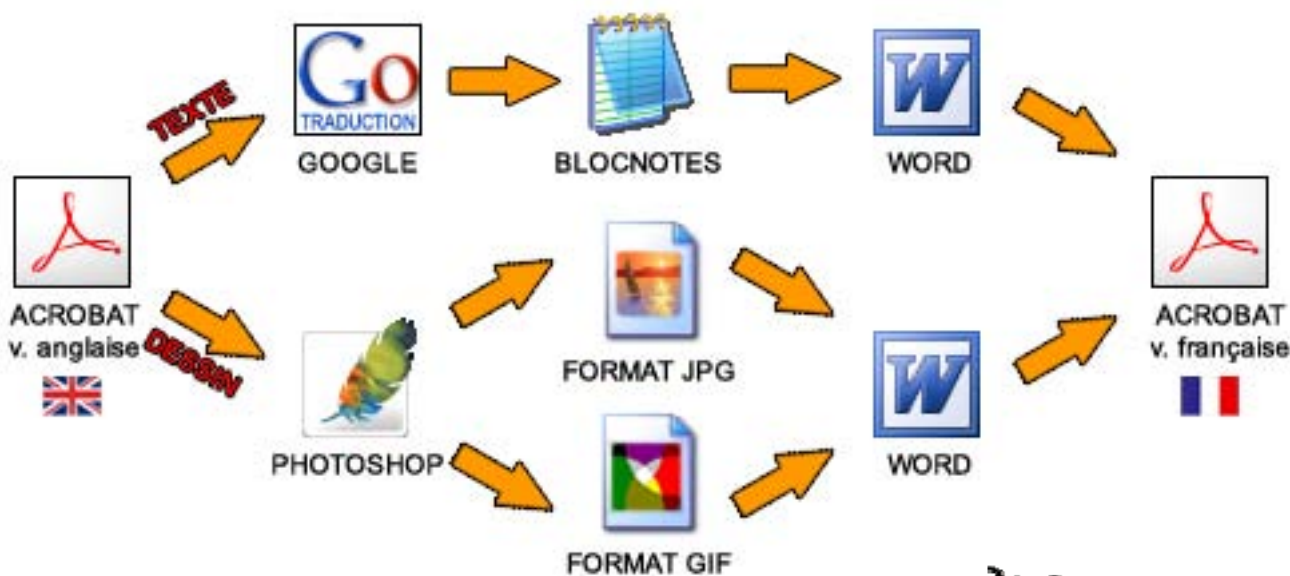 TEXTE
Go
TRADUCTION
GOOGLE
BLOCNOTES
W
WORD
ACROBAT
v. anglaise
DESSIN
PHOTOSHOP
FORMAT JPG
FORMAT GIF
W
WORD
ACROBAT
v. française